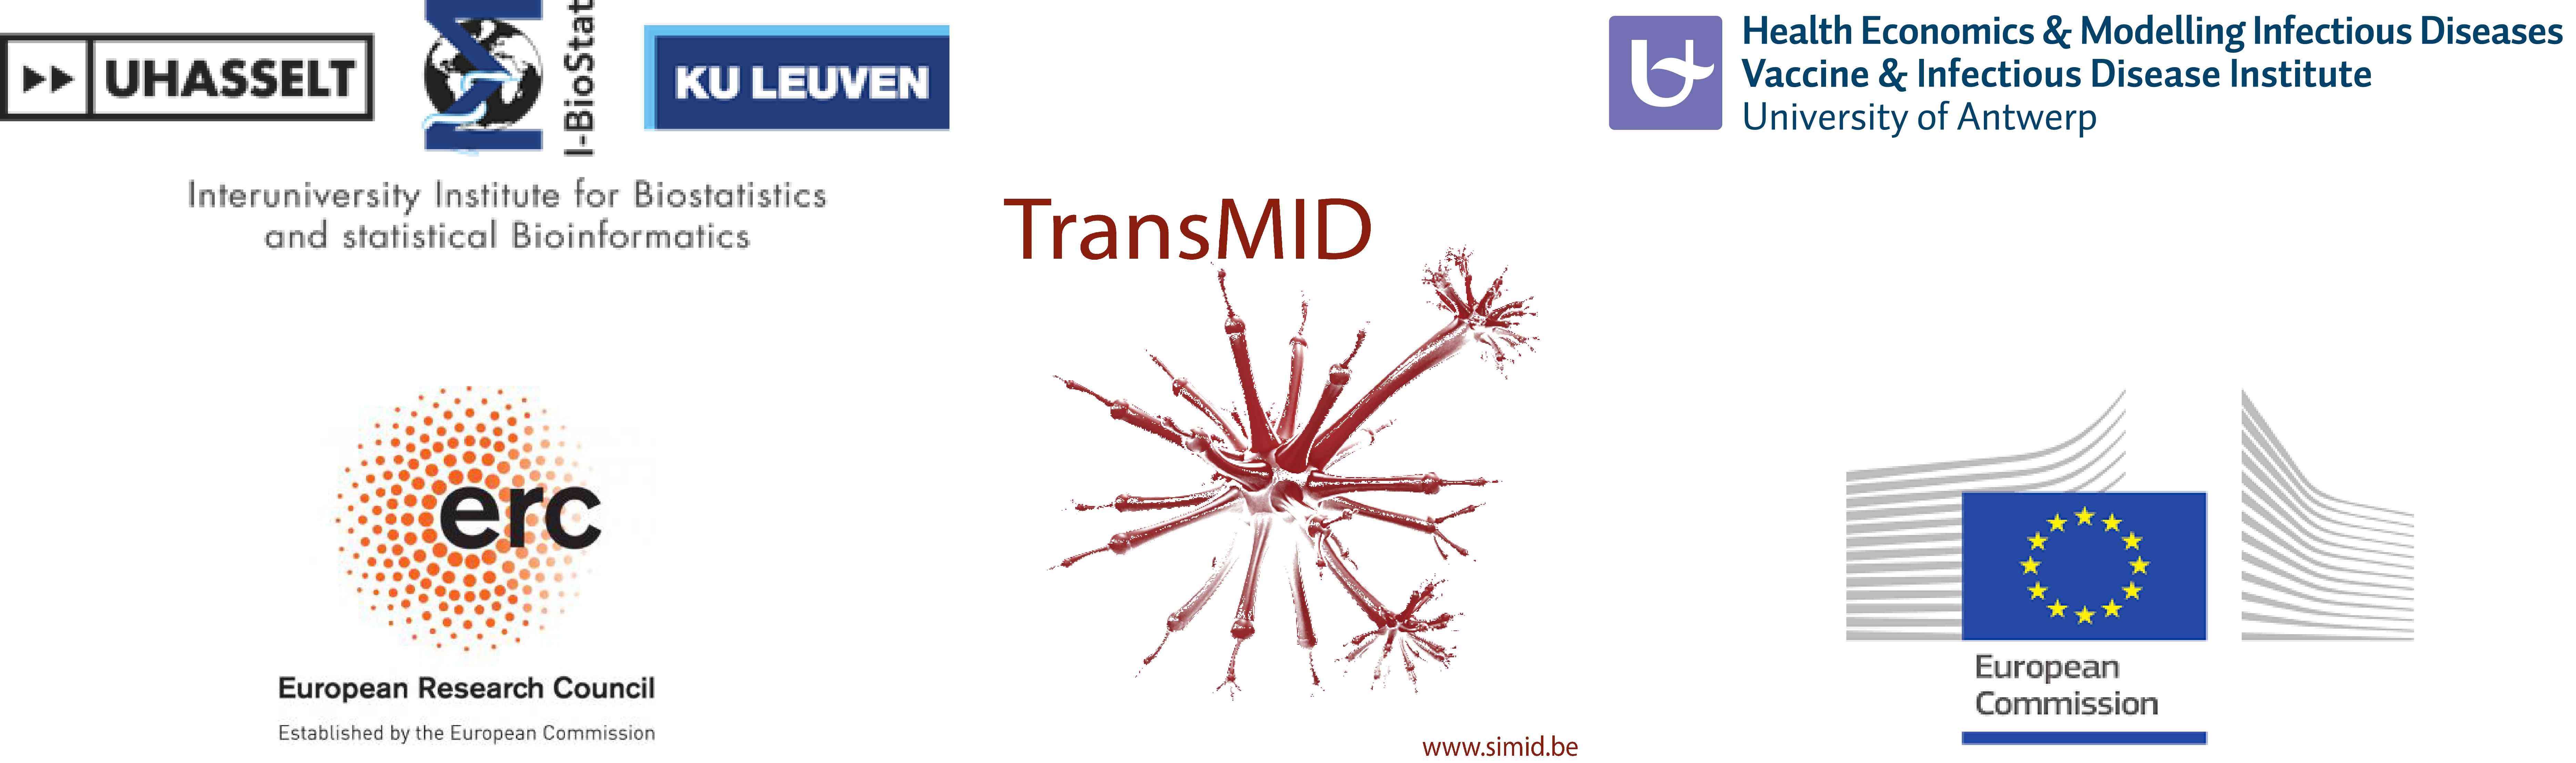 UHASSELT
I-BioStat
KU LEUVEN
Interuniversity Institute for Biostatistics
and statistical Bioinformatics
Health Economics & Modelling Infectious Diseases
Vaccine & Infectious Disease Institute
University of Antwerp
TransMID
erc
European Research Council
Established by the European Commission
www.simid.be
European
Commission